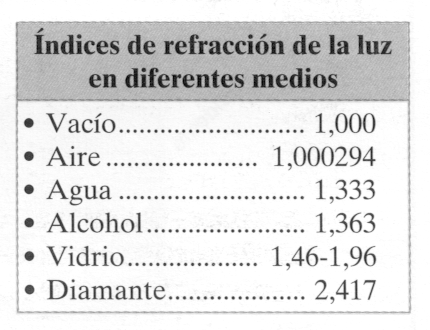 Índices de refracción de la luz
en diferentes medios
• Vacío............................ 1,000
• Aire ....................... 1,000294
• Agua ............................ 1,333
• Alcohol........................ 1,363
• Vidrio.................... 1,46-1,96
• Diamante..................... 2,417